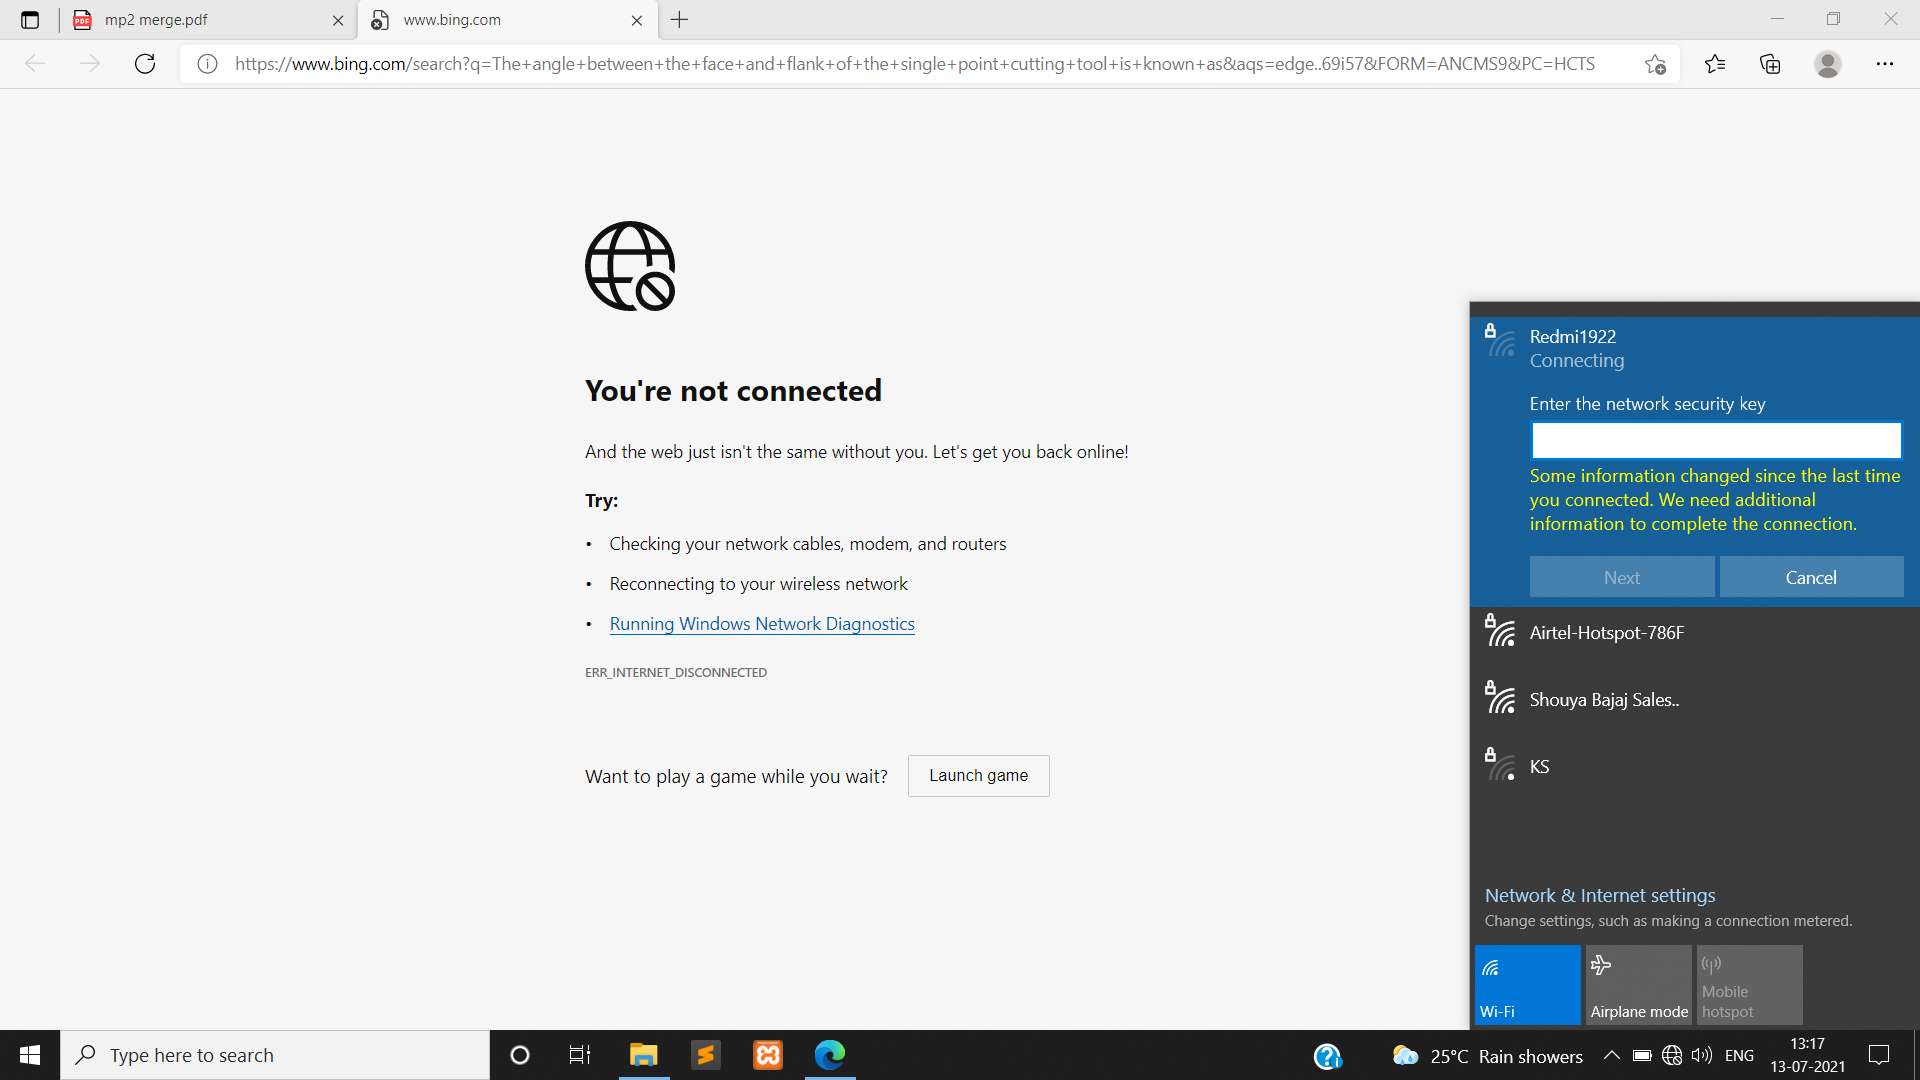 mp2 merge.pdf
www.bing.com
https://www.bing.com/search?q=The+angle+between+the+face+and+flank+of+the+single+point+cutting+tool+is+known+as&aqs=edge..69i57&FORM=ANCMS9&PC=HCTS
You're not connected
And the web just isn't the same without you. Let's get you back online!
Try:
• Checking your network cables, modem, and routers
• Reconnecting to your wireless network
• Running Windows Network Diagnostics
ERR_INTERNET_DISCONNECTED
Want to play a game while you wait?
Launch game
Redmi1922
Connecting
Enter the network security key
Some information changed since the last time
you connected. We need additional
information to complete the connection.
Next
Cancel
Airtel-Hotspot-786F
Shouya Bajaj Sales..
KS
Network & Internet settings
Change settings, such as making a connection metered.
Wi-Fi
Airplane mode
Mobile
hotspot
Type here to search
25°C Rain showers
ENG
13:17
13-07-2021